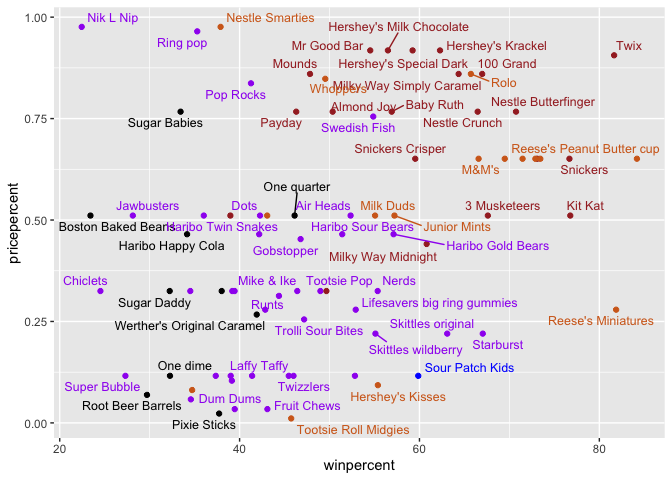 1.00
0.75
0.50
0.25
0.00
pricepercent
Nik L Nip
Nestle Smarties
Ring pop
Hershey's Milk Chocolate
Mr Good Bar
Hershey's Krackel
Twix
Mounds
Hershey's Special Dark
100 Grand
Whoppers
Milky Way Simply Caramel
Rolo
Pop Rocks
Almond Joy
Baby Ruth
Nestle Butterfinger
Sugar Babies
Payday
Swedish Fish
Nestle Crunch
Snickers Crisper
Reese's Peanut Butter cup
M&M's
Snickers
One quarter
Jawbusters
Dots
Air Heads
Milk Duds
3 Musketeers
Kit Kat
Boston Baked Beans
Haribo Twin Snakes
Haribo Sour Bears
Junior Mints
Haribo Happy Cola
Gobstopper
Haribo Gold Bears
Milky Way Midnight
Chiclets
Mike & Ike
Tootsie Pop
Nerds
Sugar Daddy
Runts
Lifesavers big ring gummies
Werther's Original Caramel
Trolli Sour Bites
Skittles original
Reese's Miniatures
Skittles wildberry
Starburst
One dime
Laffy Taffy
Sour Patch Kids
Super Bubble
Twizzlers
Root Beer Barrels
Dum Dums
Fruit Chews
Hershey's Kisses
Pixie Sticks
Tootsie Roll Midgies
20
40
60
80
winpercent